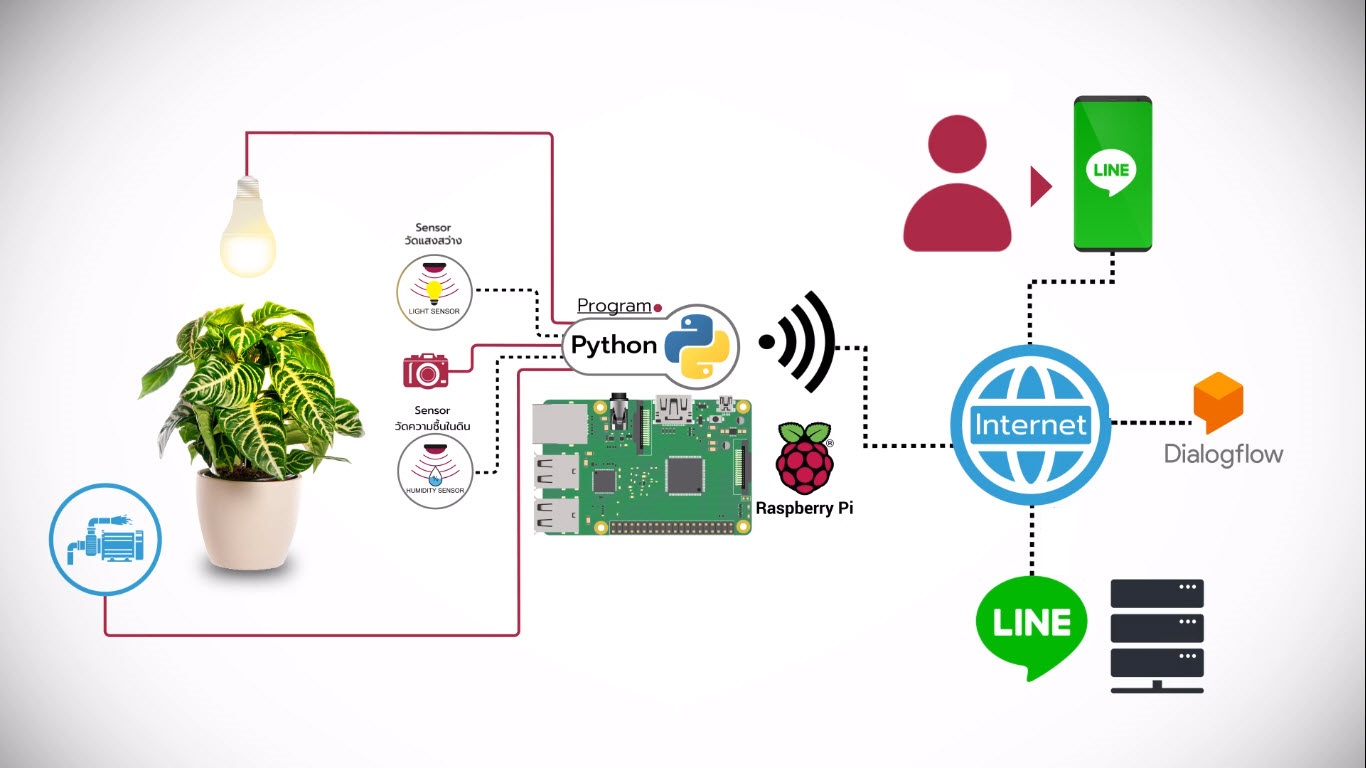 Sensor
วัดแสงสว่าง
LIGHT SENSOR
Program
Python
Sensor
วัดความชื้นในดิน
HUMIDITY SENSOR
Raspberry Pi
®
LINE
Internet
Dialogflow
LINE